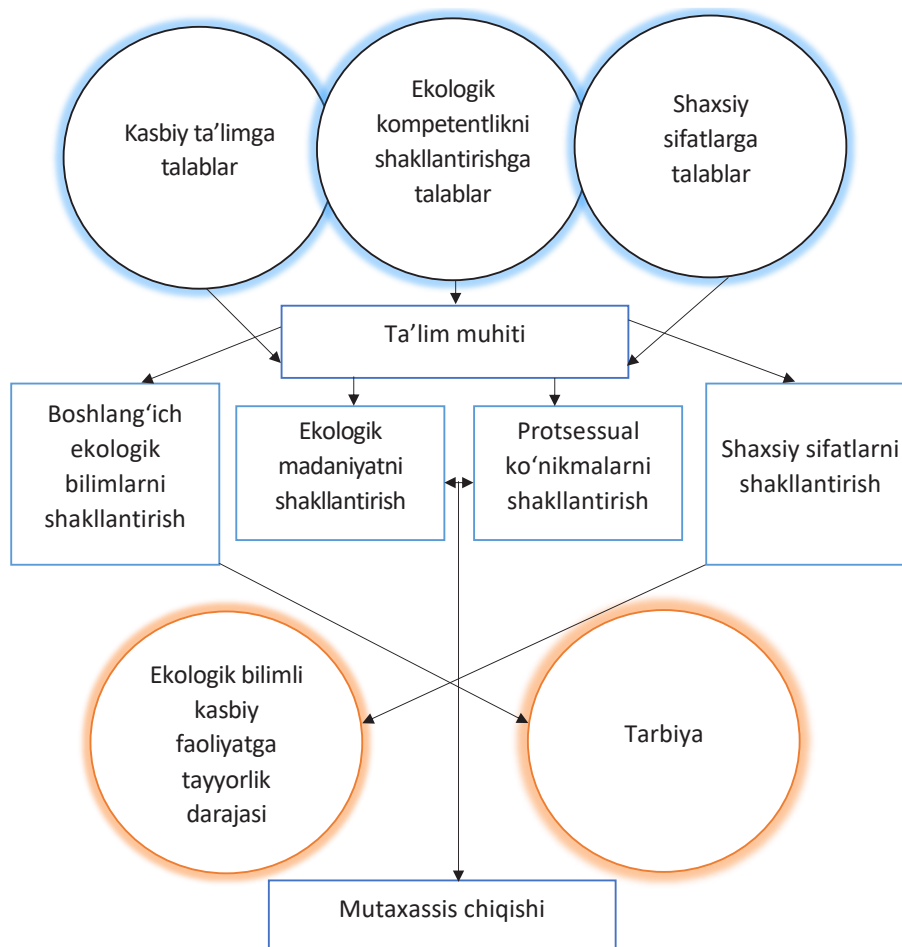 Kasbiy ta’limga
talablar
Ekologik
kompetentlikni
shakllantirishga
talablar
Shaxsiy
sifatlarga
talablar
Ta’lim muhiti
Boshlang‘ich
ekologik
bilimlarni
shakllantirish
Ekologik
madaniyatni
shakllantirish
Protsessual
ko‘nikmalarni
shakllantirish
Shaxsiy sifatlarni
shakllantirish
Ekologik bilimli
kasbiy
faoliyatga
tayyorlik
darajasi
Tarbiya
Mutaxassis chiqishi